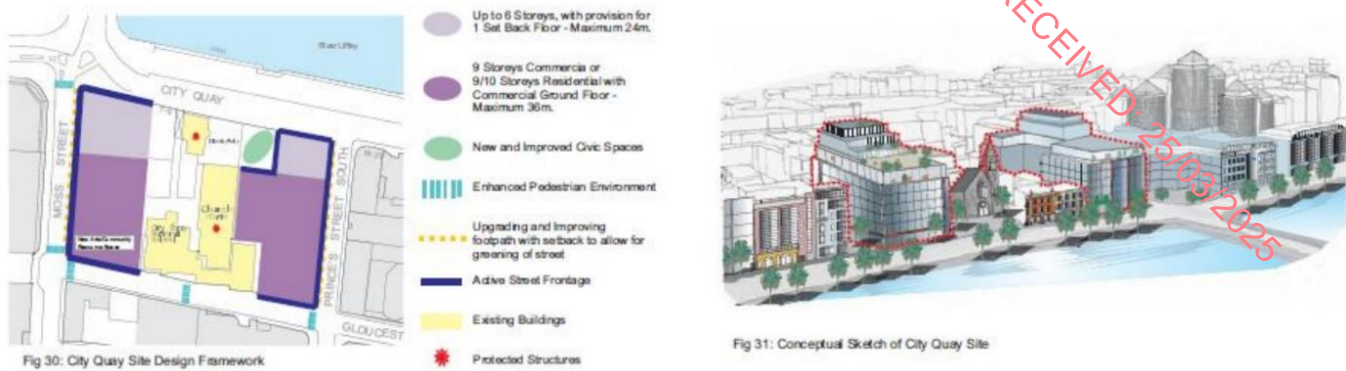 River Liffey
CITY QUAY
MOSS STREET
PRINCE'S STREET SOUTH
GLOUCEST
Church
Fig 30: City Quay Site Design Framework
Up to 6 Storeys, with provision for
1 Set Back Floor - Maximum 24m.
9 Storeys Commercia or
9/10 Storeys Residential with
Commercial Ground Floor -
Maximum 36m.
New and Improved Civic Spaces
Enhanced Pedestrian Environment
Upgrading and Improving
footpath with setback to allow for
greening of street
Active Street Frontage
Existing Buildings
Protected Structures
RECEIVED: 25/03/2025
Fig 31: Conceptual Sketch of City Quay Site